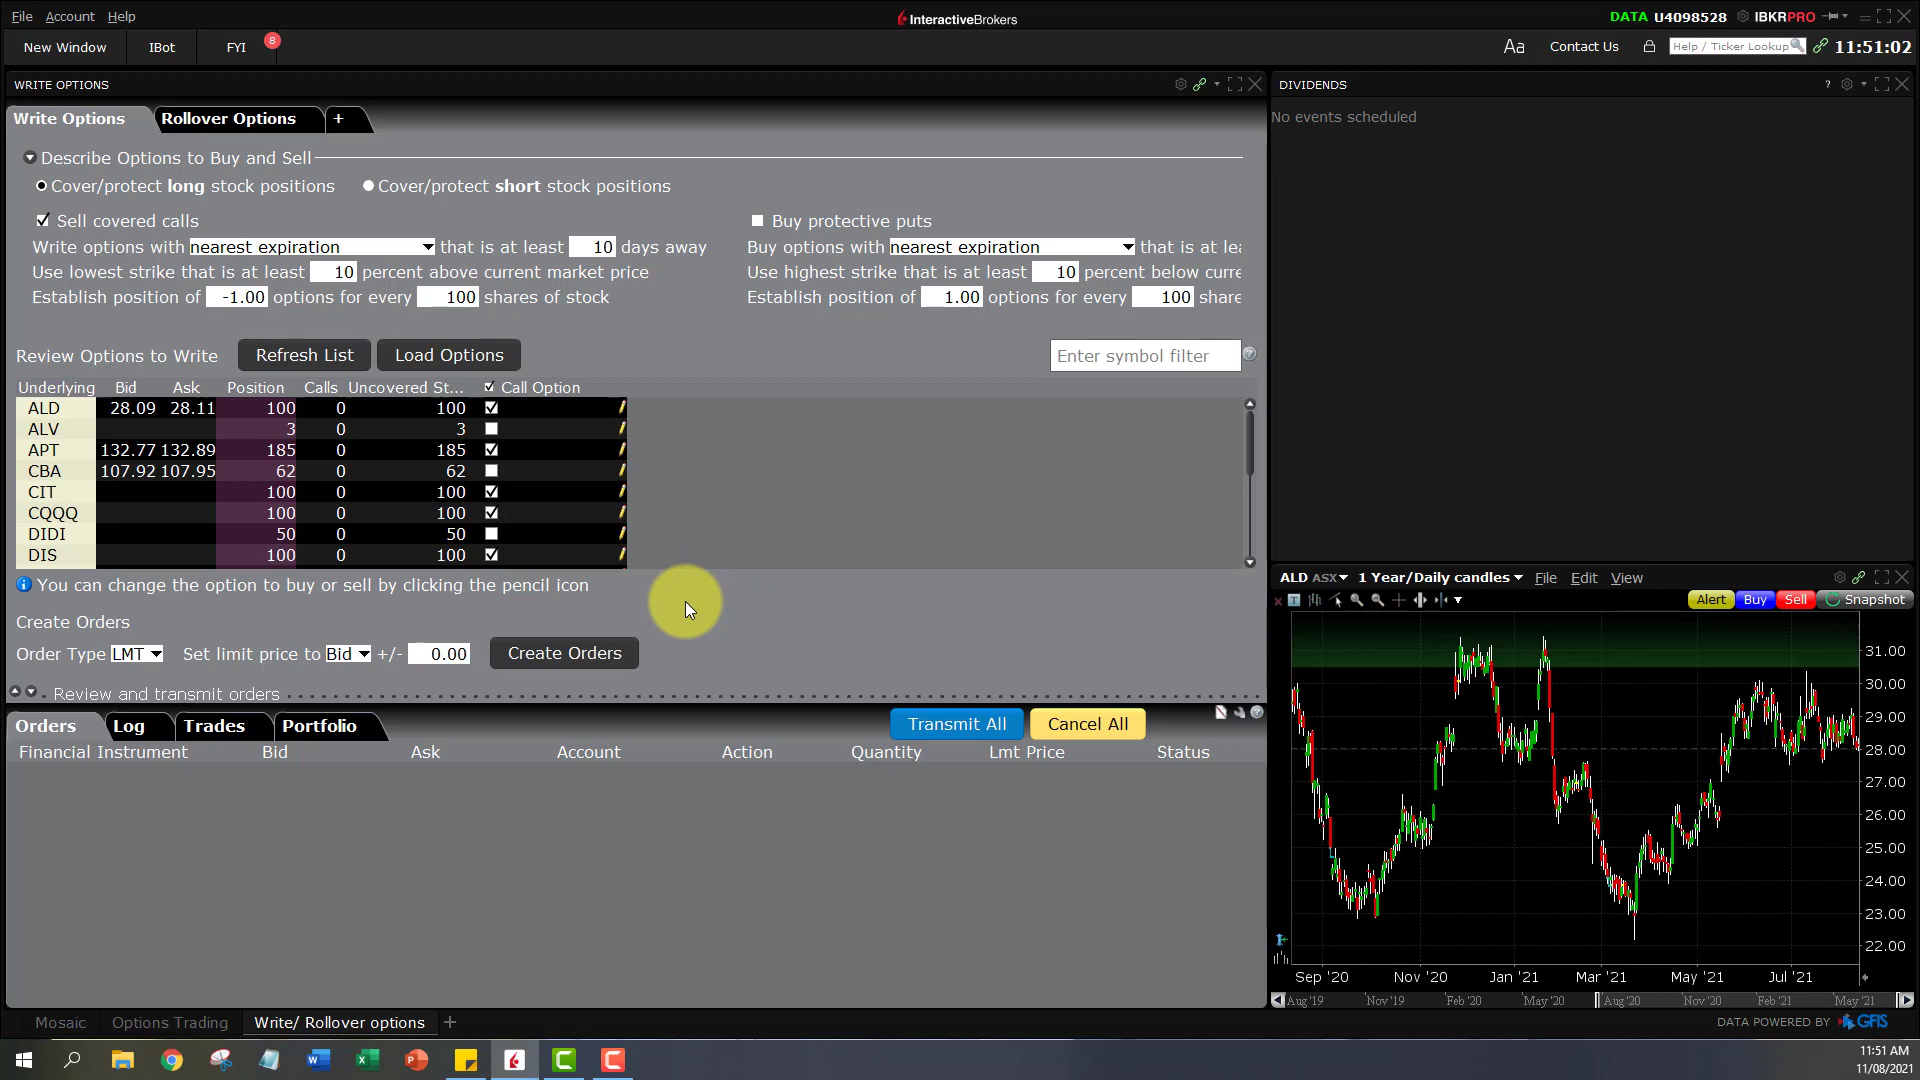 File Account Help
InteractiveBrokers
DATA U4098528 IBKRPRO
New Window IBot FYI 8
Aa Contact Us Help / Ticker Lookup 11:51:02
WRITE OPTIONS
Write Options Rollover Options +
Describe Options to Buy and Sell
Cover/protect long stock positions Cover/protect short stock positions
Sell covered calls Buy protective puts
Write options with nearest expiration that is at least 10 days away Buy options with nearest expiration that is at lea
Use lowest strike that is at least 10 percent above current market price Use highest strike that is at least 10 percent below curre
Establish position of -1.00 options for every 100 shares of stock Establish position of 1.00 options for every 100 share
Review Options to Write Refresh List Load Options Enter symbol filter
Underlying Bid Ask Position Calls Uncovered St... Call Option
ALD 28.09 28.11 100 0 100
ALV 3 0 3
APT 132.77 132.89 185 0 185
CBA 107.92 107.95 62 0 62
CIT 100 0 100
CQQQ 100 0 100
DIDI 50 0 50
DIS 100 0 100
You can change the option to buy or sell by clicking the pencil icon
Create Orders
Order Type LMT Set limit price to Bid +/- 0.00 Create Orders
Review and transmit orders
Orders Log Trades Portfolio Transmit All Cancel All
Financial Instrument Bid Ask Account Action Quantity Lmt Price Status
DIVIDENDS
No events scheduled
ALD ASX 1 Year/Daily candles File Edit View
Alert Buy Sell Snapshot
31.00
30.00
29.00
28.00
27.00
26.00
25.00
24.00
23.00
22.00
Sep '20 Nov '20 Jan '21 Mar '21 May '21 Jul '21
Aug '19 Nov '19 Feb '20 May '20 Aug '20 Nov '20 Feb '21 May '21
Mosaic Options Trading Write/ Rollover options +
DATA POWERED BY GFIS
11:51 AM
11/08/2021